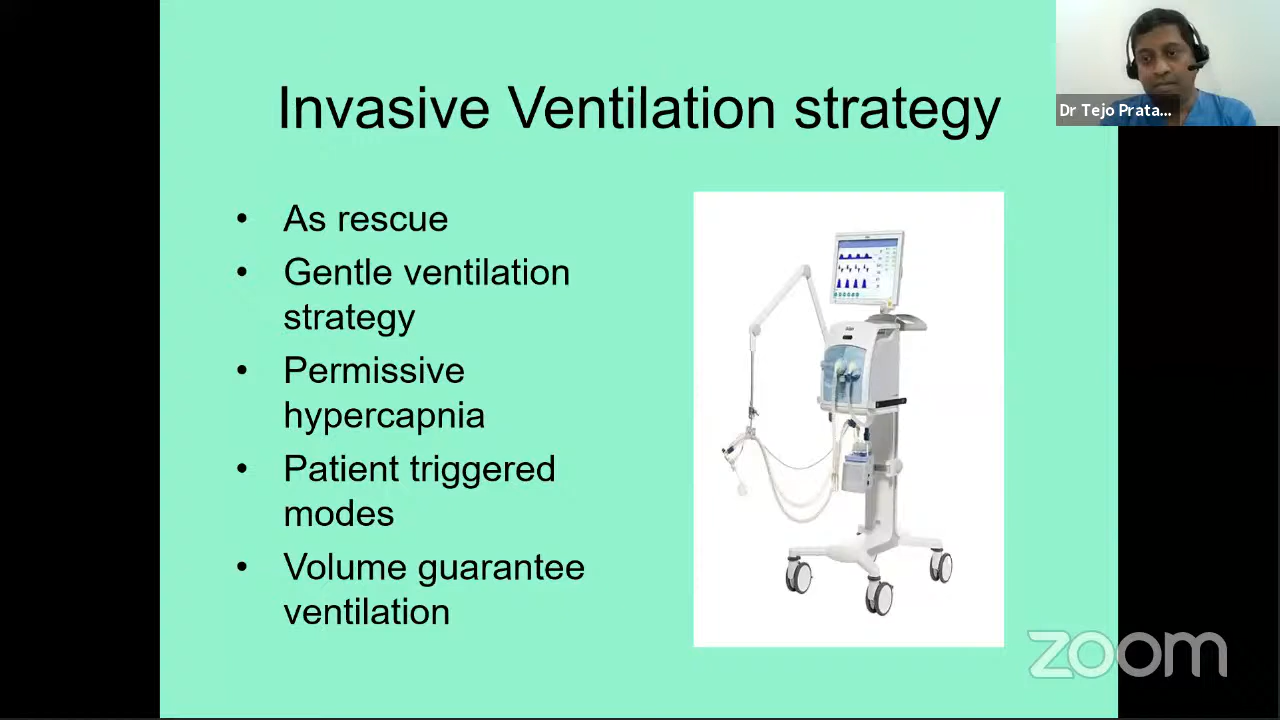 Invasive Ventilation strategy
Dr Tejo Prata...
• As rescue
• Gentle ventilation
strategy
• Permissive
hypercapnia
• Patient triggered
modes
• Volume guarantee
ventilation
zoom